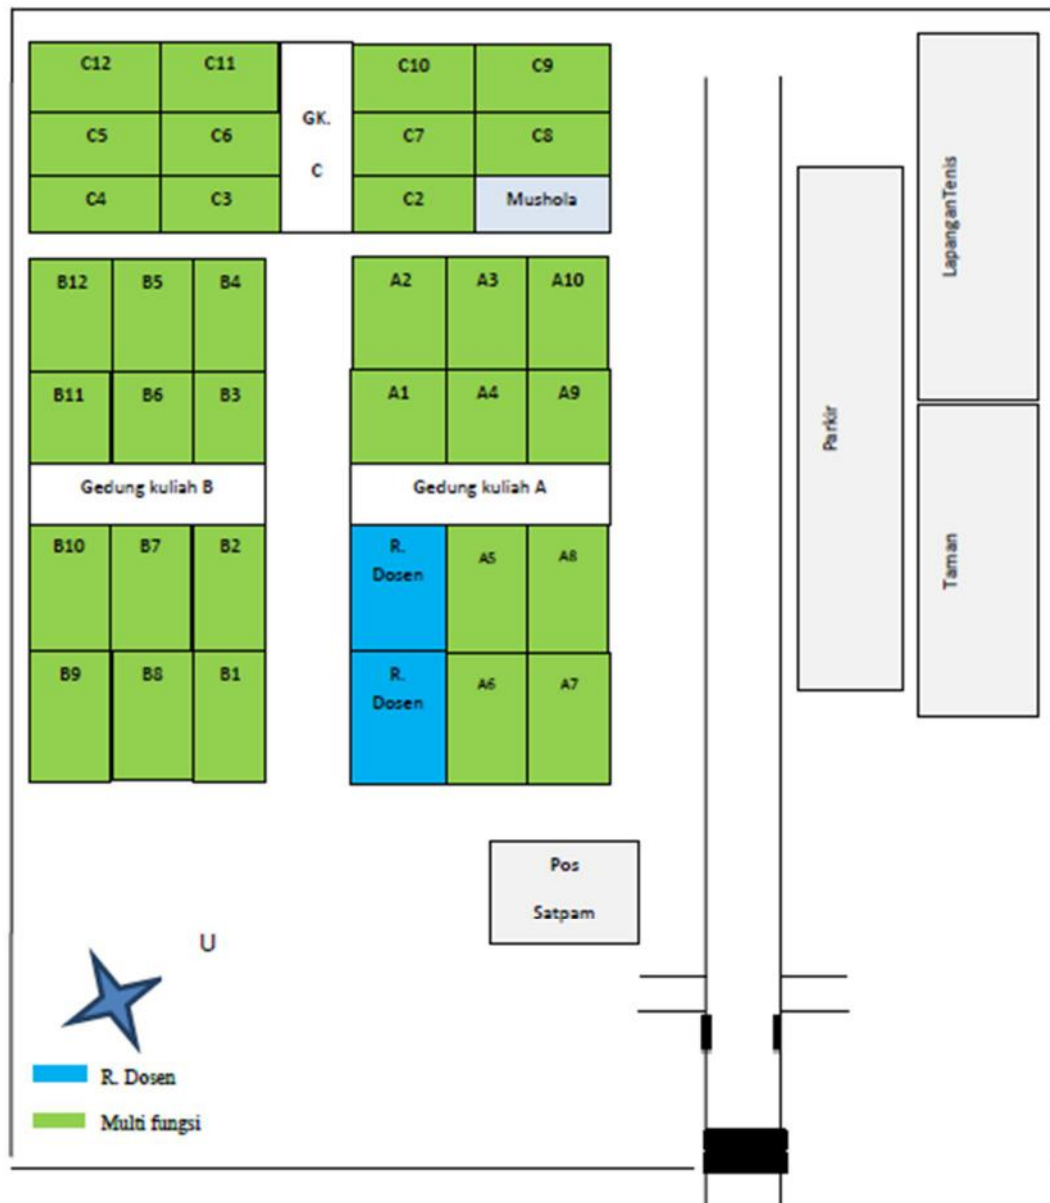 C12
C11
C10
C9
GK.
C
C5
C6
C7
C8
C4
C3
C2
Mushola
B12
B5
B4
A2
A3
A10
B11
B6
B3
A1
A4
A9
Gedung kuliah B
Gedung kuliah A
B10
B7
B2
R.
Dosen
A5
A8
B9
B8
B1
R.
Dosen
A6
A7
Parkir
LapanganTenis
Taman
Pos
Satpam
U
R. Dosen
Multi fungsi